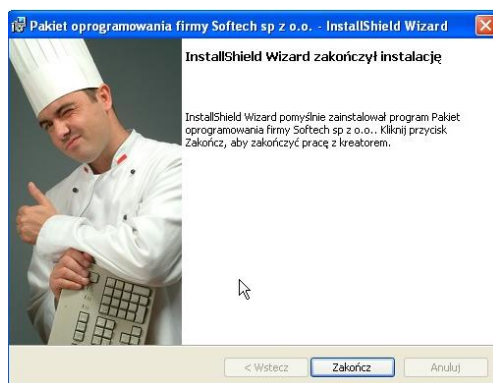 Pakiet oprogramowania firmy Softech sp z o.o. - InstallShield Wizard
InstallShield Wizard zakończył instalację
InstallShield Wizard pomyślnie zainstalował program Pakiet
oprogramowania firmy Softech sp z o.o.. Kliknij przycisk
Zakończ, aby zakończyć pracę z kreatorem.
< Wstecz Zakończ Anuluj